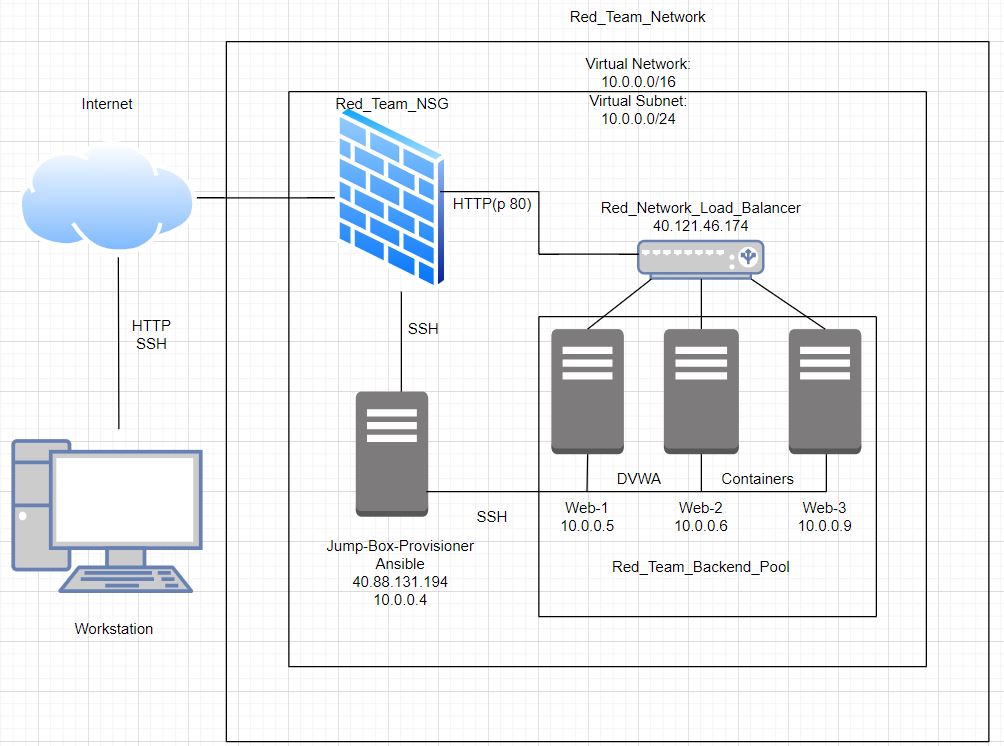 Red_Team_Network
Virtual Network:
10.0.0.0/16
Virtual Subnet:
10.0.0.0/24
Internet
Red_Team_NSG
HTTP(p 80)
Red_Network_Load_Balancer
40.121.46.174
HTTP
SSH
SSH
DVWA
Containers
SSH
Web-1
10.0.0.5
Web-2
10.0.0.6
Web-3
10.0.0.9
Jump-Box-Provisioner
Ansible
40.88.131.194
10.0.0.4
Red_Team_Backend_Pool
Workstation